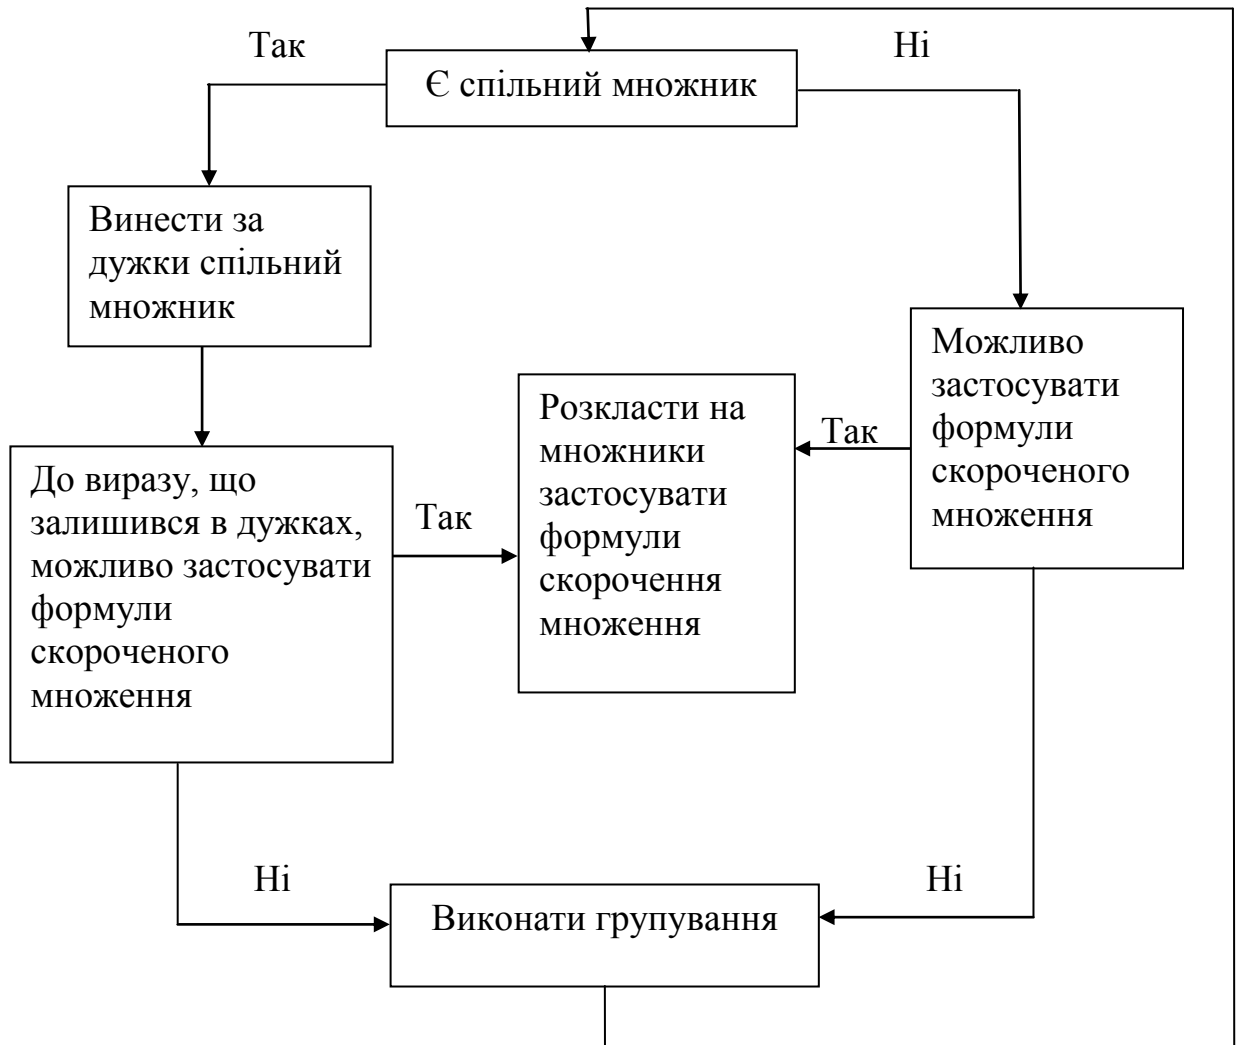 Так
Ні
Є спільний множник
Винести за
дужки спільний
множник
Можливо
застосувати
формули
скороченого
множення
Розкласти на
множники
застосувати
формули
скорочення
множення
Так
До виразу, що
залишився в дужках,
можливо застосувати
формули
скороченого
множення
Так
Ні
Ні
Виконати групування